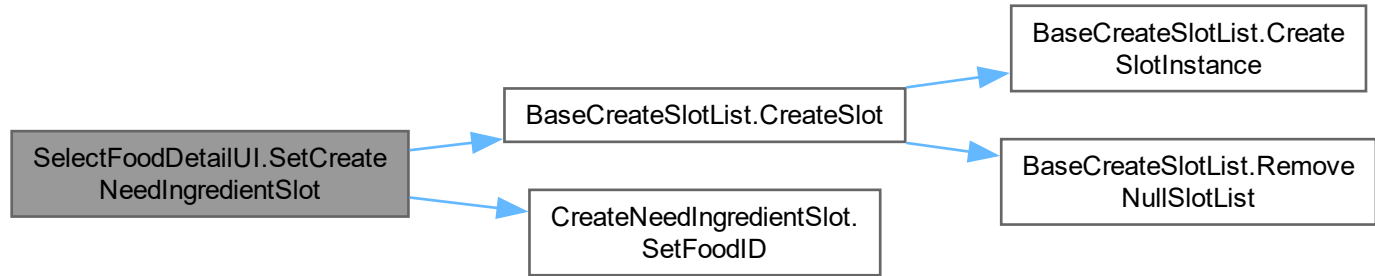 SelectFoodDetailUI.SetCreate
NeedIngredientSlot
BaseCreateSlotList.CreateSlot
BaseCreateSlotList.Create
SlotInstance
BaseCreateSlotList.Remove
NullSlotList
CreateNeedIngredientSlot.
SetFoodID